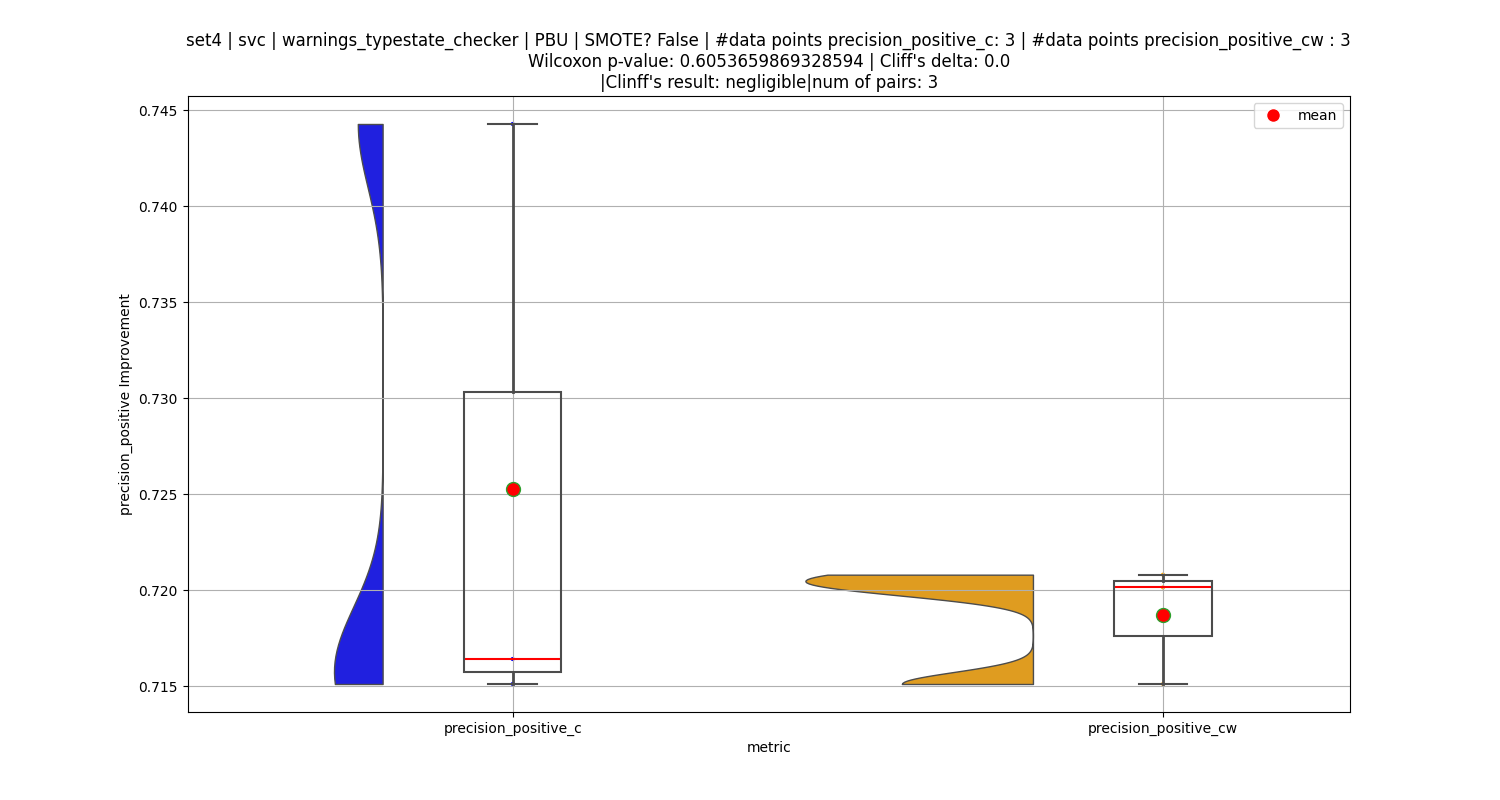 set4 | svc | warnings_typestate_checker | PBU | SMOTE? False | #data points precision_positive_c: 3 | #data points precision_positive_cw : 3
Wilcoxon p-value: 0.6053659869328594 | Cliff's delta: 0.0
|Clinff's result: negligible|num of pairs: 3
mean
0.745
0.740
0.735
0.730
0.725
0.720
0.715
precision_positive Improvement
precision_positive_c
precision_positive_cw
metric